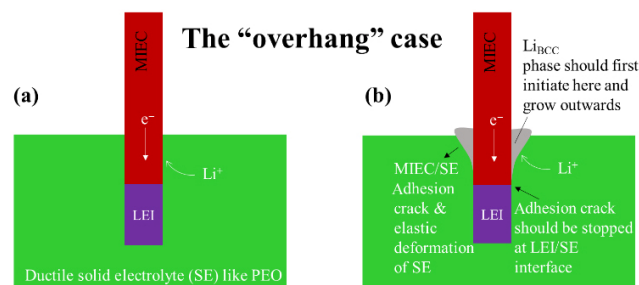 The “overhang” case
(a)
MIEC
e⁻
Li⁺
LEI
Ductile solid electrolyte (SE) like PEO
(b)
MIEC
Li_BCC
phase should first
initiate here and
grow outwards
e⁻
Li⁺
MIEC/SE
Adhesion
crack &
elastic
deformation
of SE
LEI
Adhesion crack
should be stopped
at LEI/SE
interface